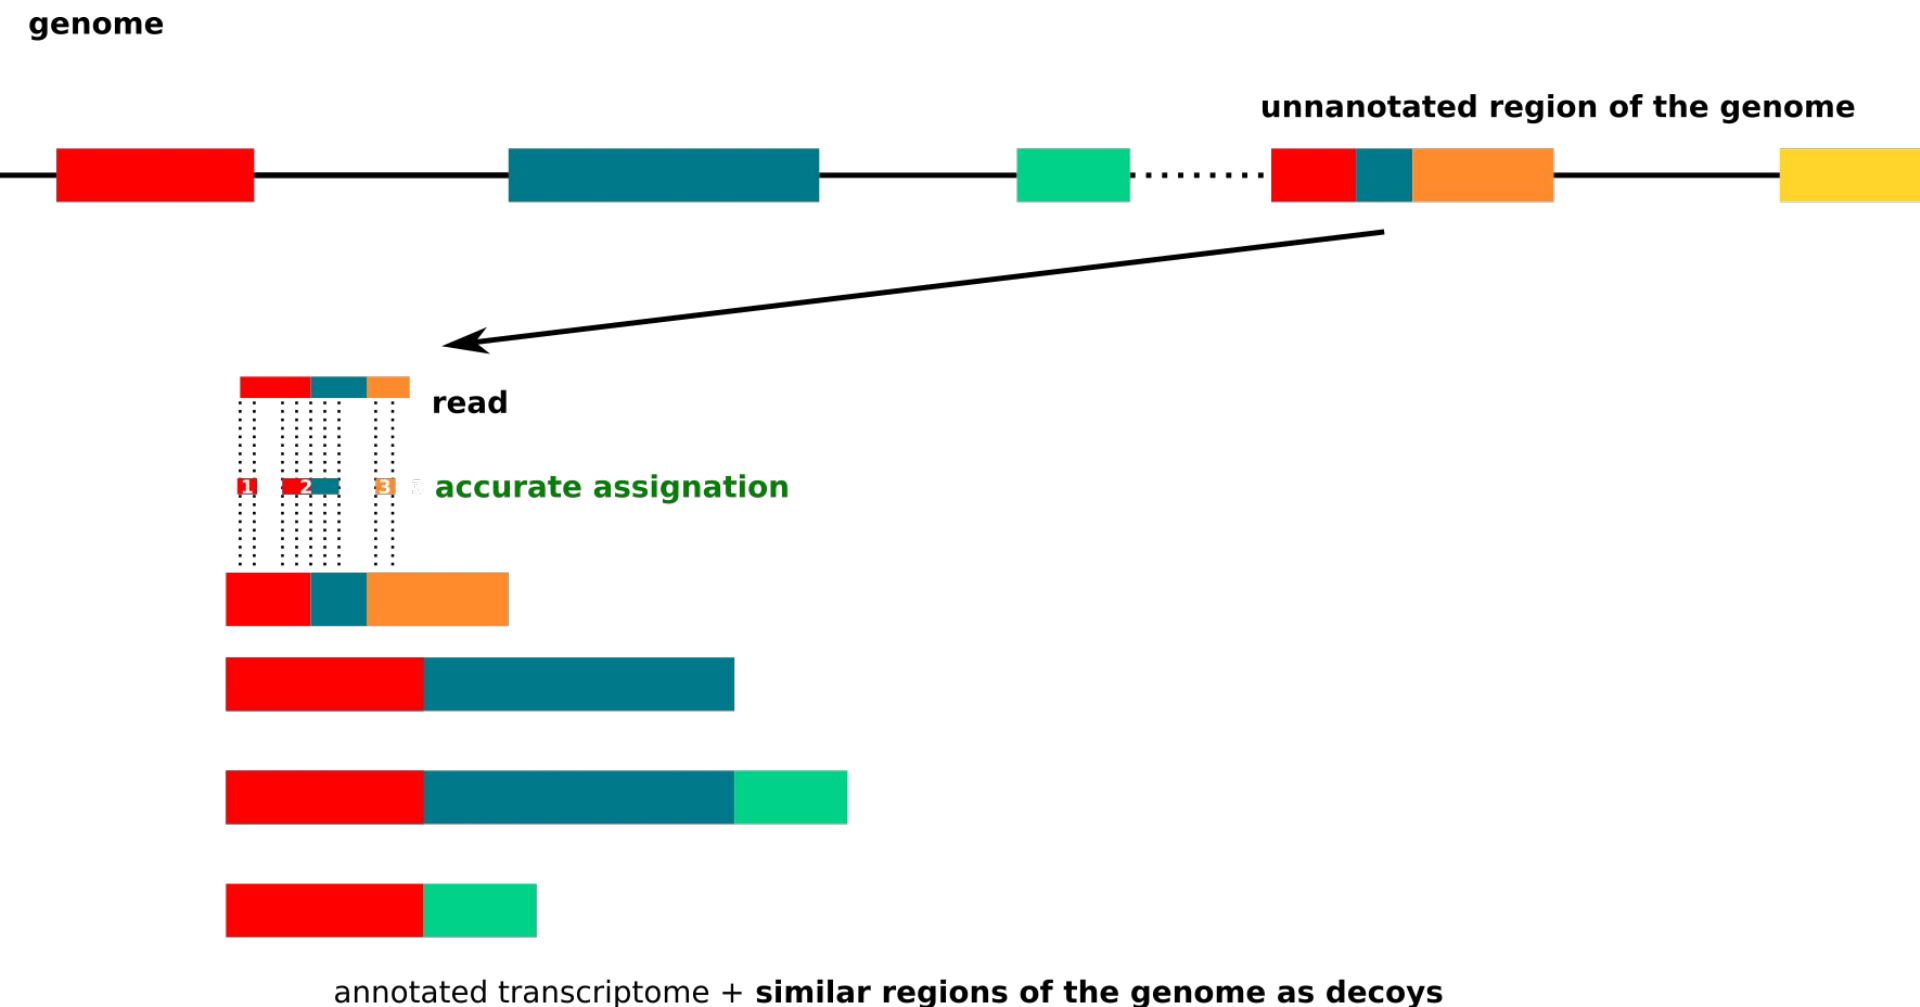 genome
unnanotated region of the genome
read
1 2 3 accurate assignation
annotated transcriptome + similar regions of the genome as decoys